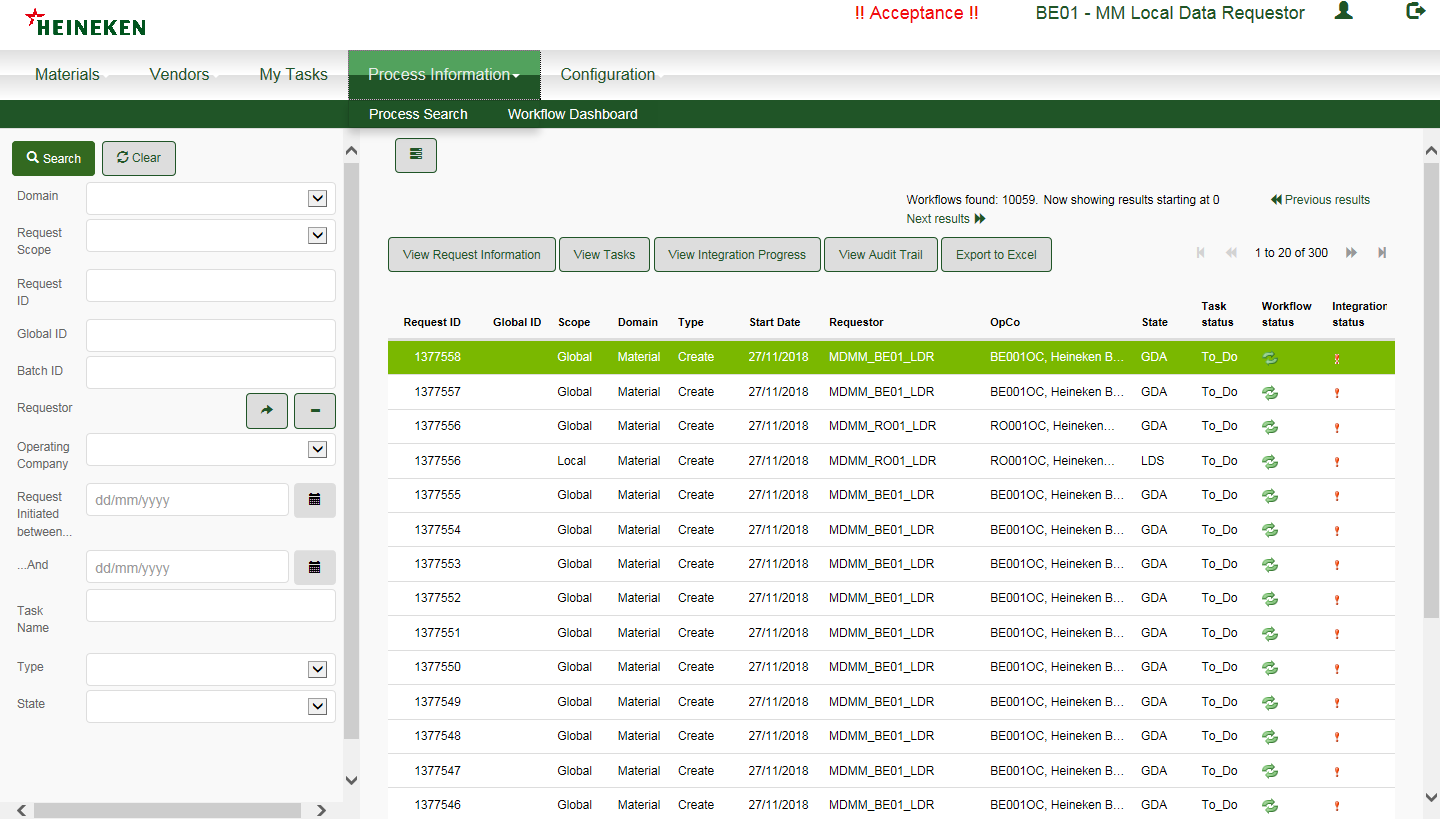 HEINEKEN
!! Acceptance !!
BE01 - MM Local Data Requestor
Materials
Vendors
My Tasks
Process Information
Configuration
Process Search
Workflow Dashboard
Search
Clear
Domain
Request
Scope
Request
ID
Global ID
Batch ID
Requestor
Operating
Company
Request
Initiated
between...
dd/mm/yyyy
...And
dd/mm/yyyy
Task
Name
Type
State
Workflows found: 10059. Now showing results starting at 0
Previous results
Next results
View Request Information
View Tasks
View Integration Progress
View Audit Trail
Export to Excel
1 to 20 of 300
Request ID Global ID Scope Domain Type Start Date Requestor OpCo State Task status Workflow status Integration status
1377558 Global Material Create 27/11/2018 MDMM_BE01_LDR BE001OC, Heineken B... GDA To_Do
1377557 Global Material Create 27/11/2018 MDMM_BE01_LDR BE001OC, Heineken B... GDA To_Do
1377556 Global Material Create 27/11/2018 MDMM_RO01_LDR RO001OC, Heineken... GDA To_Do
1377556 Local Material Create 27/11/2018 MDMM_RO01_LDR RO001OC, Heineken... LDS To_Do
1377555 Global Material Create 27/11/2018 MDMM_BE01_LDR BE001OC, Heineken B... GDA To_Do
1377554 Global Material Create 27/11/2018 MDMM_BE01_LDR BE001OC, Heineken B... GDA To_Do
1377553 Global Material Create 27/11/2018 MDMM_BE01_LDR BE001OC, Heineken B... GDA To_Do
1377552 Global Material Create 27/11/2018 MDMM_BE01_LDR BE001OC, Heineken B... GDA To_Do
1377551 Global Material Create 27/11/2018 MDMM_BE01_LDR BE001OC, Heineken B... GDA To_Do
1377550 Global Material Create 27/11/2018 MDMM_BE01_LDR BE001OC, Heineken B... GDA To_Do
1377549 Global Material Create 27/11/2018 MDMM_BE01_LDR BE001OC, Heineken B... GDA To_Do
1377548 Global Material Create 27/11/2018 MDMM_BE01_LDR BE001OC, Heineken B... GDA To_Do
1377547 Global Material Create 27/11/2018 MDMM_BE01_LDR BE001OC, Heineken B... GDA To_Do
1377546 Global Material Create 27/11/2018 MDMM_BE01_LDR BE001OC, Heineken B... GDA To_Do